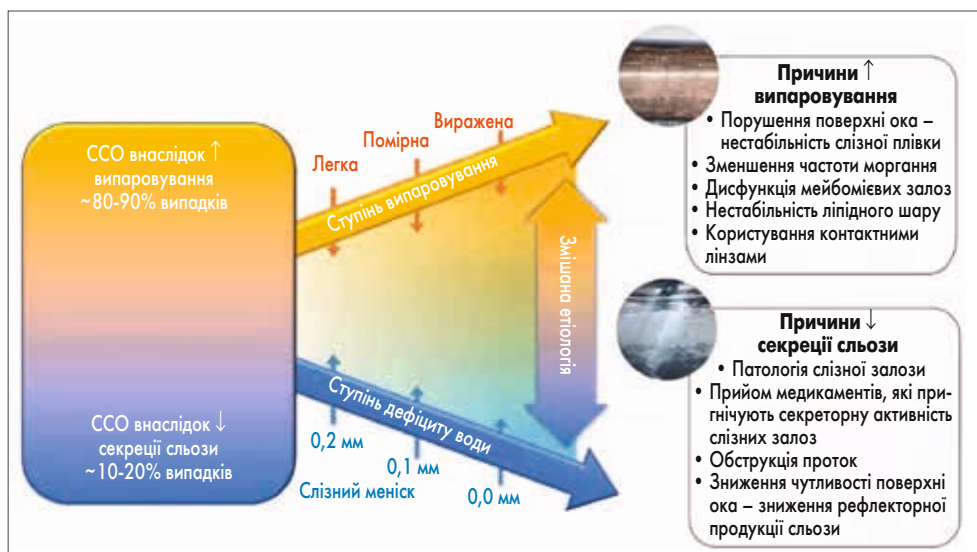 ССО внаслідок ↑
випаровування
~80-90% випадків
ССО внаслідок ↓
секреції сльози
~10-20% випадків
Легка
Помірна
Виражена
Ступінь випаровування
Змішана етіологія
Ступінь дефіциту води
0,2 мм
0,1 мм
0,0 мм
Слізний меніск
Причини ↑
випаровування
• Порушення поверхні ока –
нестабільність слізної плівки
• Зменшення частоти моргання
• Дисфункція мейбомієвих залоз
• Нестабільність ліпідного шару
• Користування контактними
лінзами
Причини ↓
секреції сльози
• Патологія слізної залози
• Прийом медикаментів, які при-
гнічують секреторну активність
слізних залоз
• Обструкція проток
• Зниження чутливості поверхні
ока – зниження рефлекторної
продукції сльози